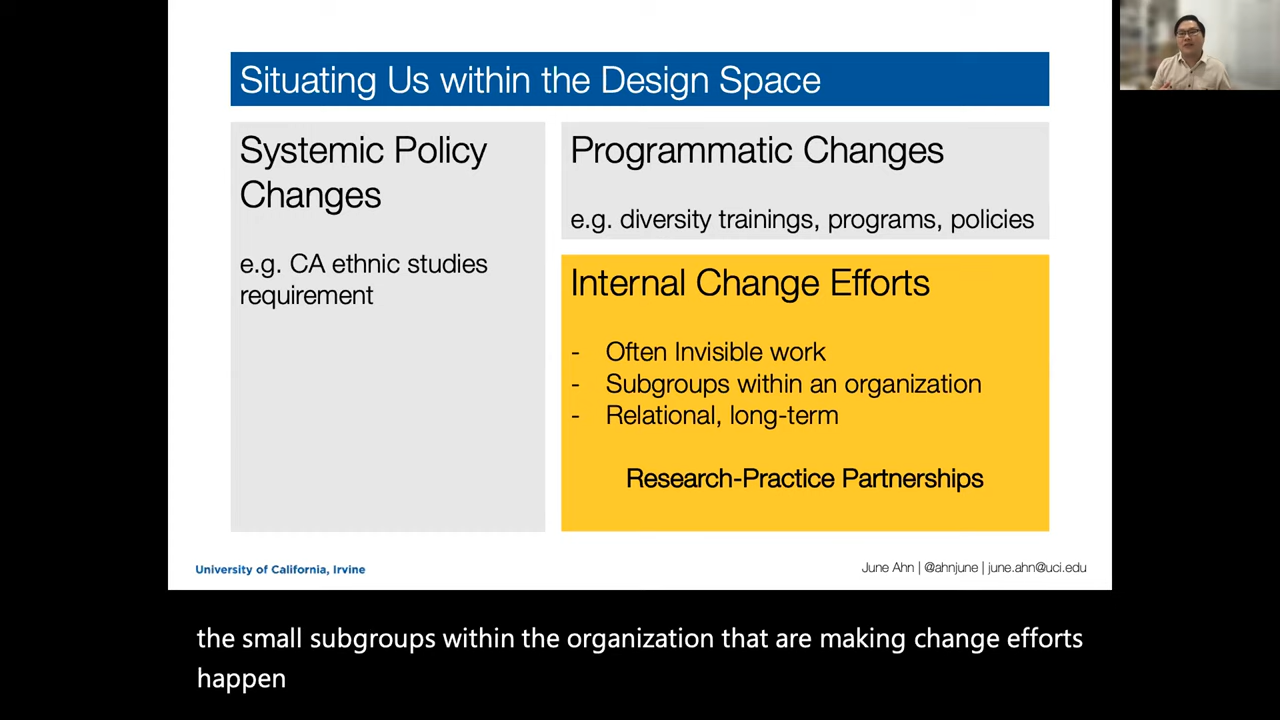 Situating Us within the Design Space
Systemic Policy
Changes
e.g. CA ethnic studies
requirement
Programmatic Changes
e.g. diversity trainings, programs, policies
Internal Change Efforts
- Often Invisible work
- Subgroups within an organization
- Relational, long-term
Research-Practice Partnerships
University of California, Irvine
June Ahn | @ahnjune | june.ahn@uci.edu
the small subgroups within the organization that are making change efforts
happen